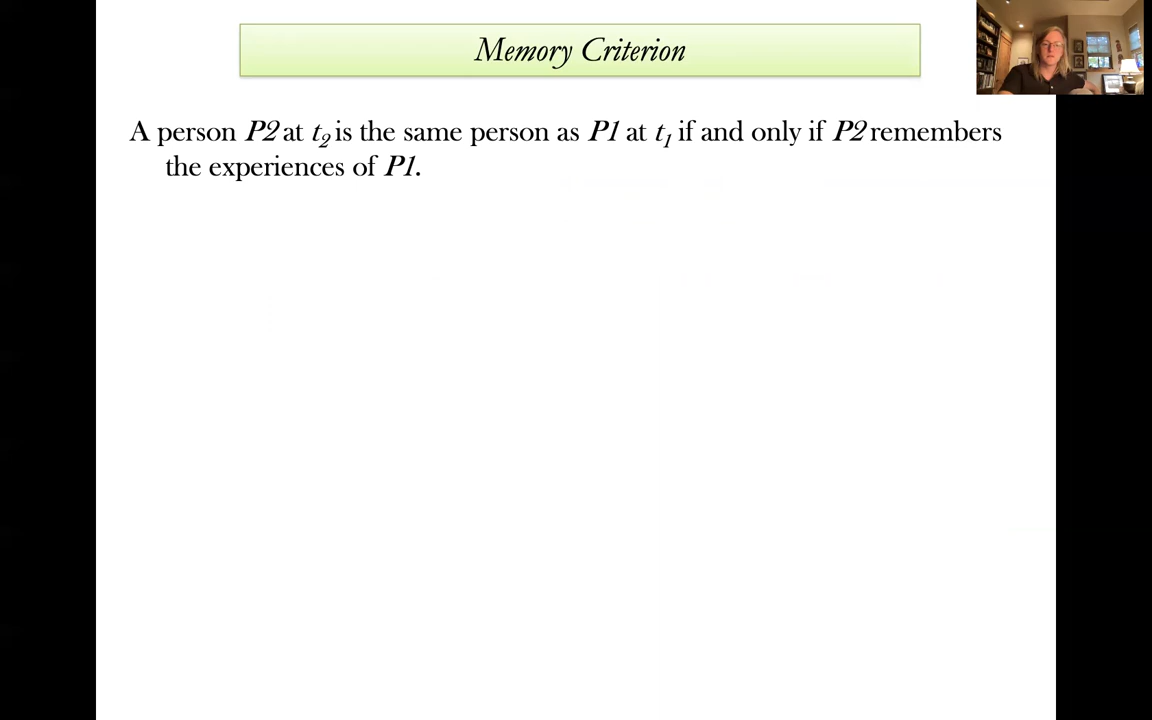 Memory Criterion
A person P2 at t₂ is the same person as P1 at t₁ if and only if P2 remembers
the experiences of P1.